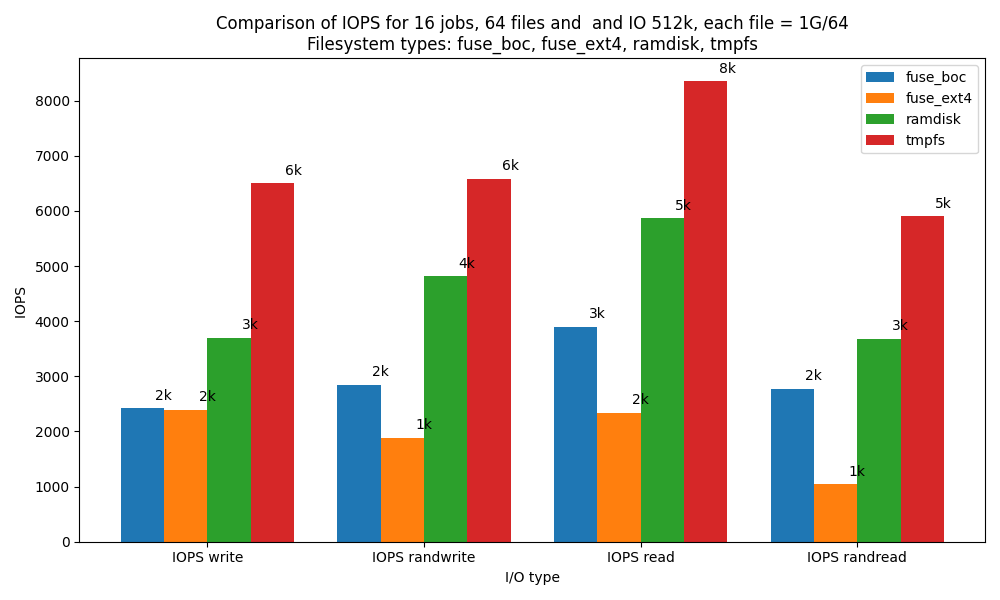 Comparison of IOPS for 16 jobs, 64 files and  and IO 512k, each file = 1G/64
Filesystem types: fuse_boc, fuse_ext4, ramdisk, tmpfs
fuse_boc
fuse_ext4
ramdisk
tmpfs
IOPS
8000
7000
6000
5000
4000
3000
2000
1000
0
2k
2k
3k
6k
2k
1k
4k
6k
3k
2k
5k
8k
2k
1k
3k
5k
IOPS write
IOPS randwrite
IOPS read
IOPS randread
I/O type